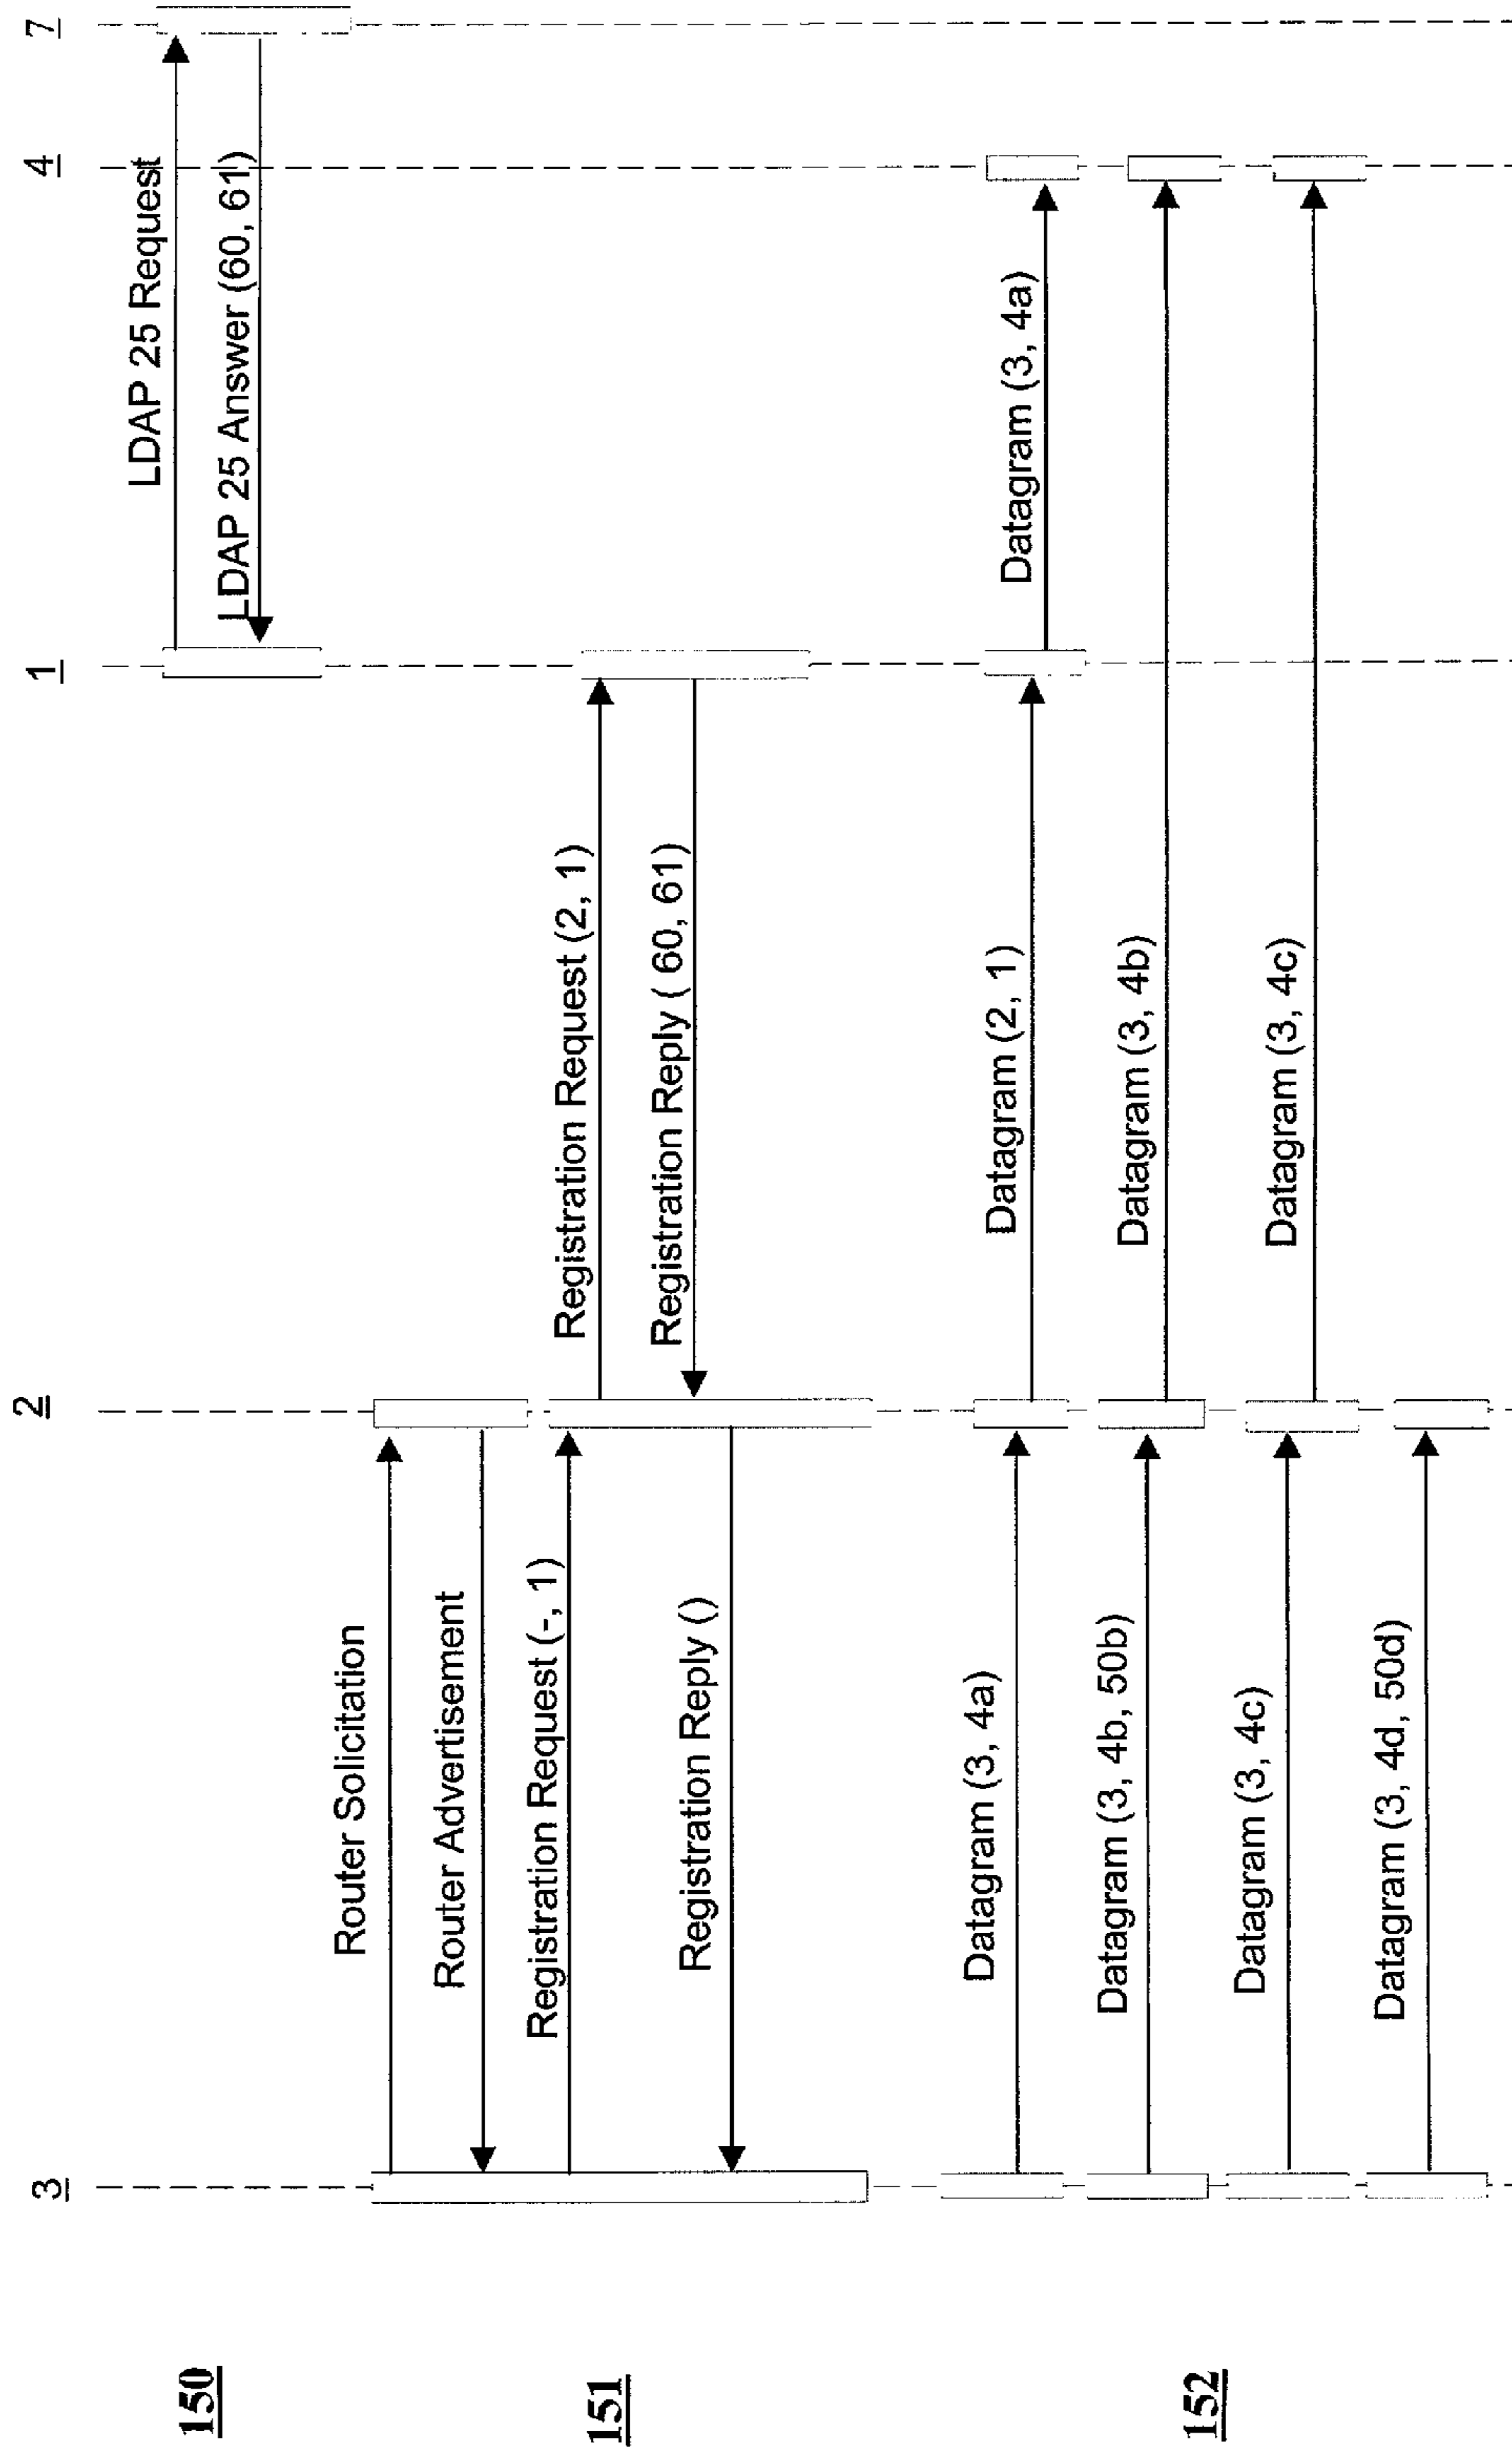 3
2
1
4
7
150
LDAP 25 Request
LDAP 25 Answer (60, 61)
151
Router Solicitation
Router Advertisement
Registration Request (-, 1)
Registration Request (2, 1)
Registration Reply ( 60, 61)
Registration Reply ()
152
Datagram (3, 4a)
Datagram (2, 1)
Datagram (3, 4a)
Datagram (3, 4b, 50b)
Datagram (3, 4b)
Datagram (3, 4c)
Datagram (3, 4c)
Datagram (3, 4d, 50d)